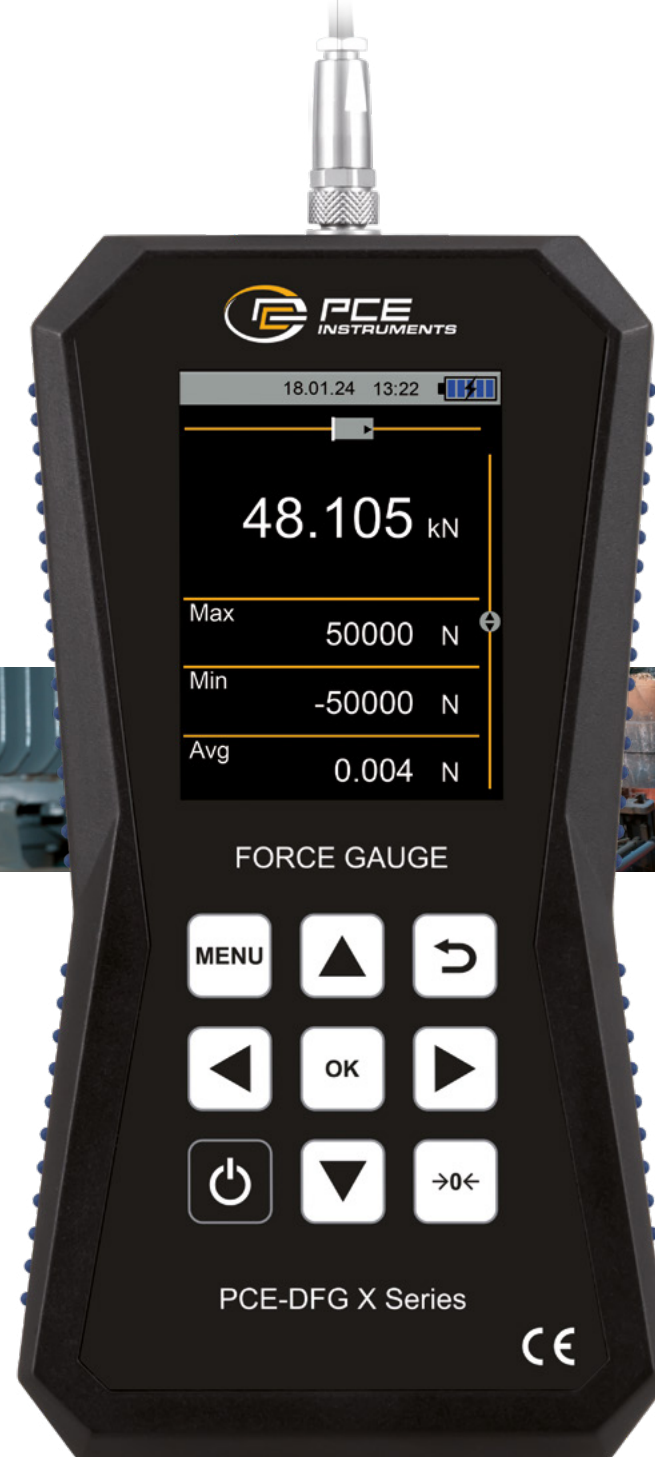 PCE
INSTRUMENTS
18.01.24 13:22
48.105 kN
Max
50000 N
Min
-50000 N
Avg
0.004 N
FORCE GAUGE
MENU
OK
→0←
PCE-DFG X Series
CE